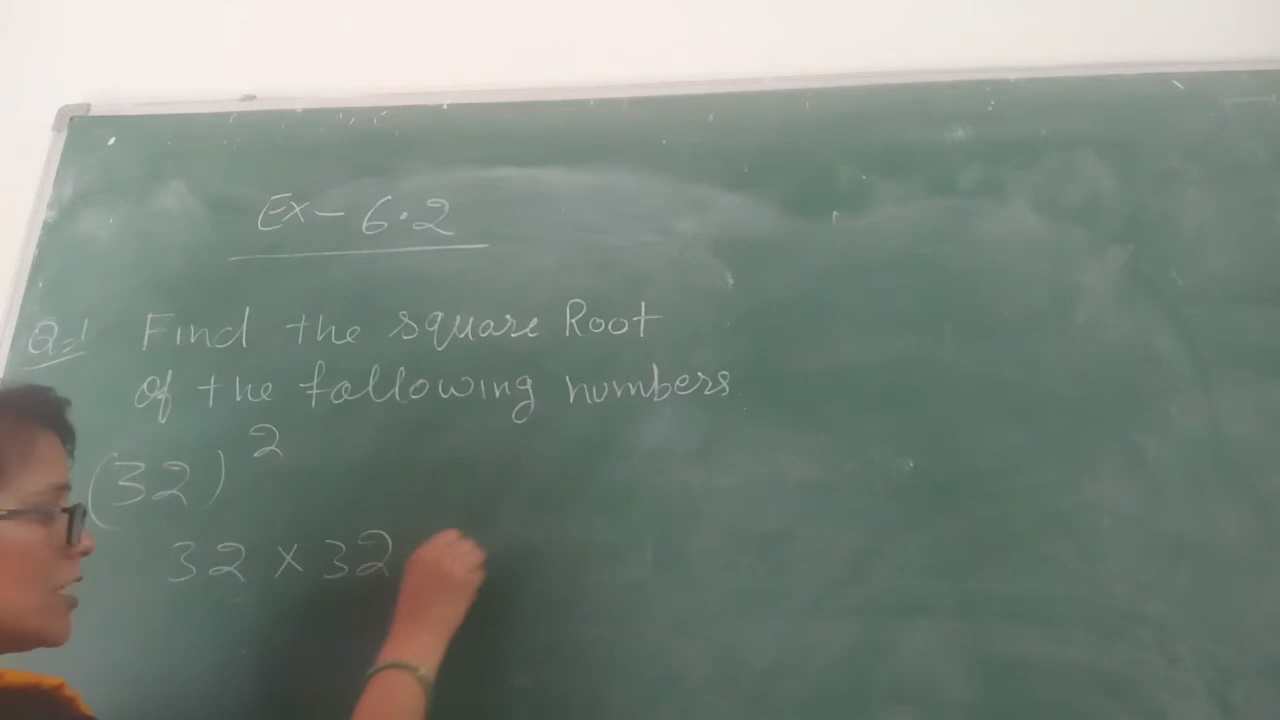 Ex - 6.2
Q=1 Find the square Root
of the following numbers.
(32)²
32 × 32